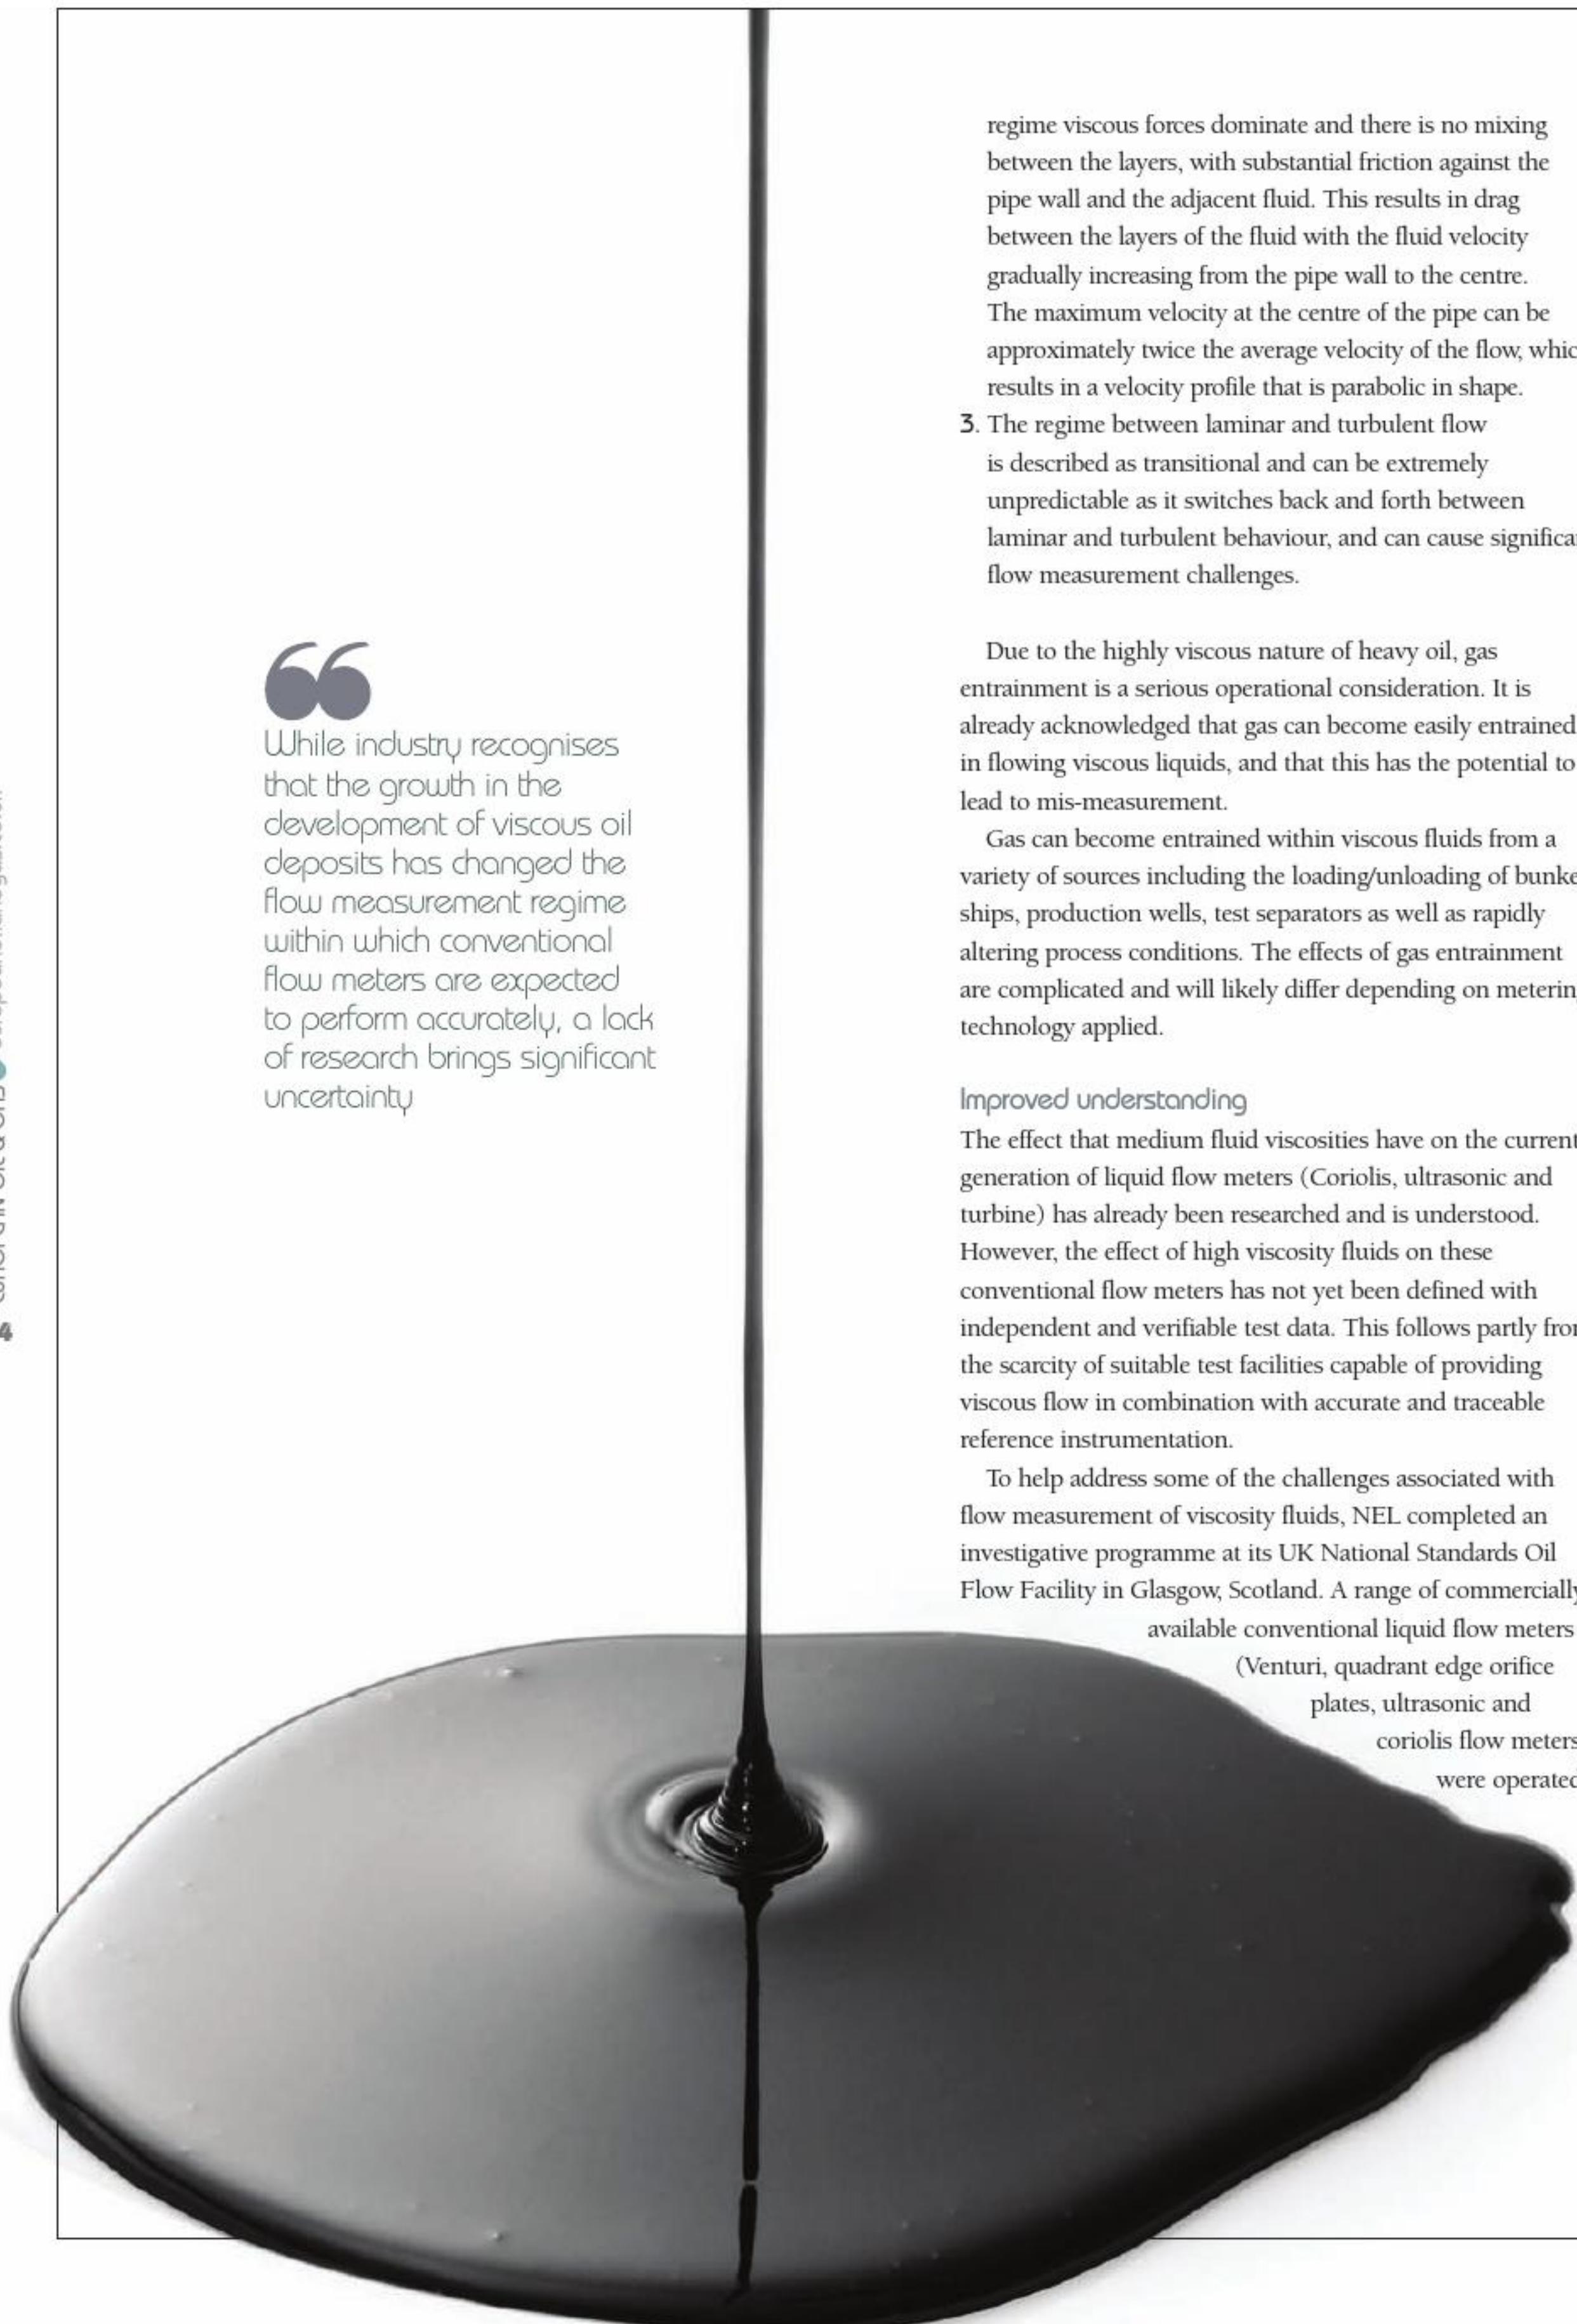 While industry recognises
that the growth in the
development of viscous oil
deposits has changed the
flow measurement regime
within which conventional
flow meters are expected
to perform accurately, a lack
of research brings significant
uncertainty
regime viscous forces dominate and there is no mixing
between the layers, with substantial friction against the
pipe wall and the adjacent fluid. This results in drag
between the layers of the fluid with the fluid velocity
gradually increasing from the pipe wall to the centre.
The maximum velocity at the centre of the pipe can be
approximately twice the average velocity of the flow, whic
results in a velocity profile that is parabolic in shape.
3. The regime between laminar and turbulent flow
is described as transitional and can be extremely
unpredictable as it switches back and forth between
laminar and turbulent behaviour, and can cause significa
flow measurement challenges.
Due to the highly viscous nature of heavy oil, gas
entrainment is a serious operational consideration. It is
already acknowledged that gas can become easily entrained
in flowing viscous liquids, and that this has the potential to
lead to mis-measurement.
Gas can become entrained within viscous fluids from a
variety of sources including the loading/unloading of bunke
ships, production wells, test separators as well as rapidly
altering process conditions. The effects of gas entrainment
are complicated and will likely differ depending on meterin
technology applied.
Improved understanding
The effect that medium fluid viscosities have on the current
generation of liquid flow meters (Coriolis, ultrasonic and
turbine) has already been researched and is understood.
However, the effect of high viscosity fluids on these
conventional flow meters has not yet been defined with
independent and verifiable test data. This follows partly fro
the scarcity of suitable test facilities capable of providing
viscous flow in combination with accurate and traceable
reference instrumentation.
To help address some of the challenges associated with
flow measurement of viscosity fluids, NEL completed an
investigative programme at its UK National Standards Oil
Flow Facility in Glasgow, Scotland. A range of commercially
available conventional liquid flow meters
(Venturi, quadrant edge orifice
plates, ultrasonic and
coriolis flow meters
were operated
4